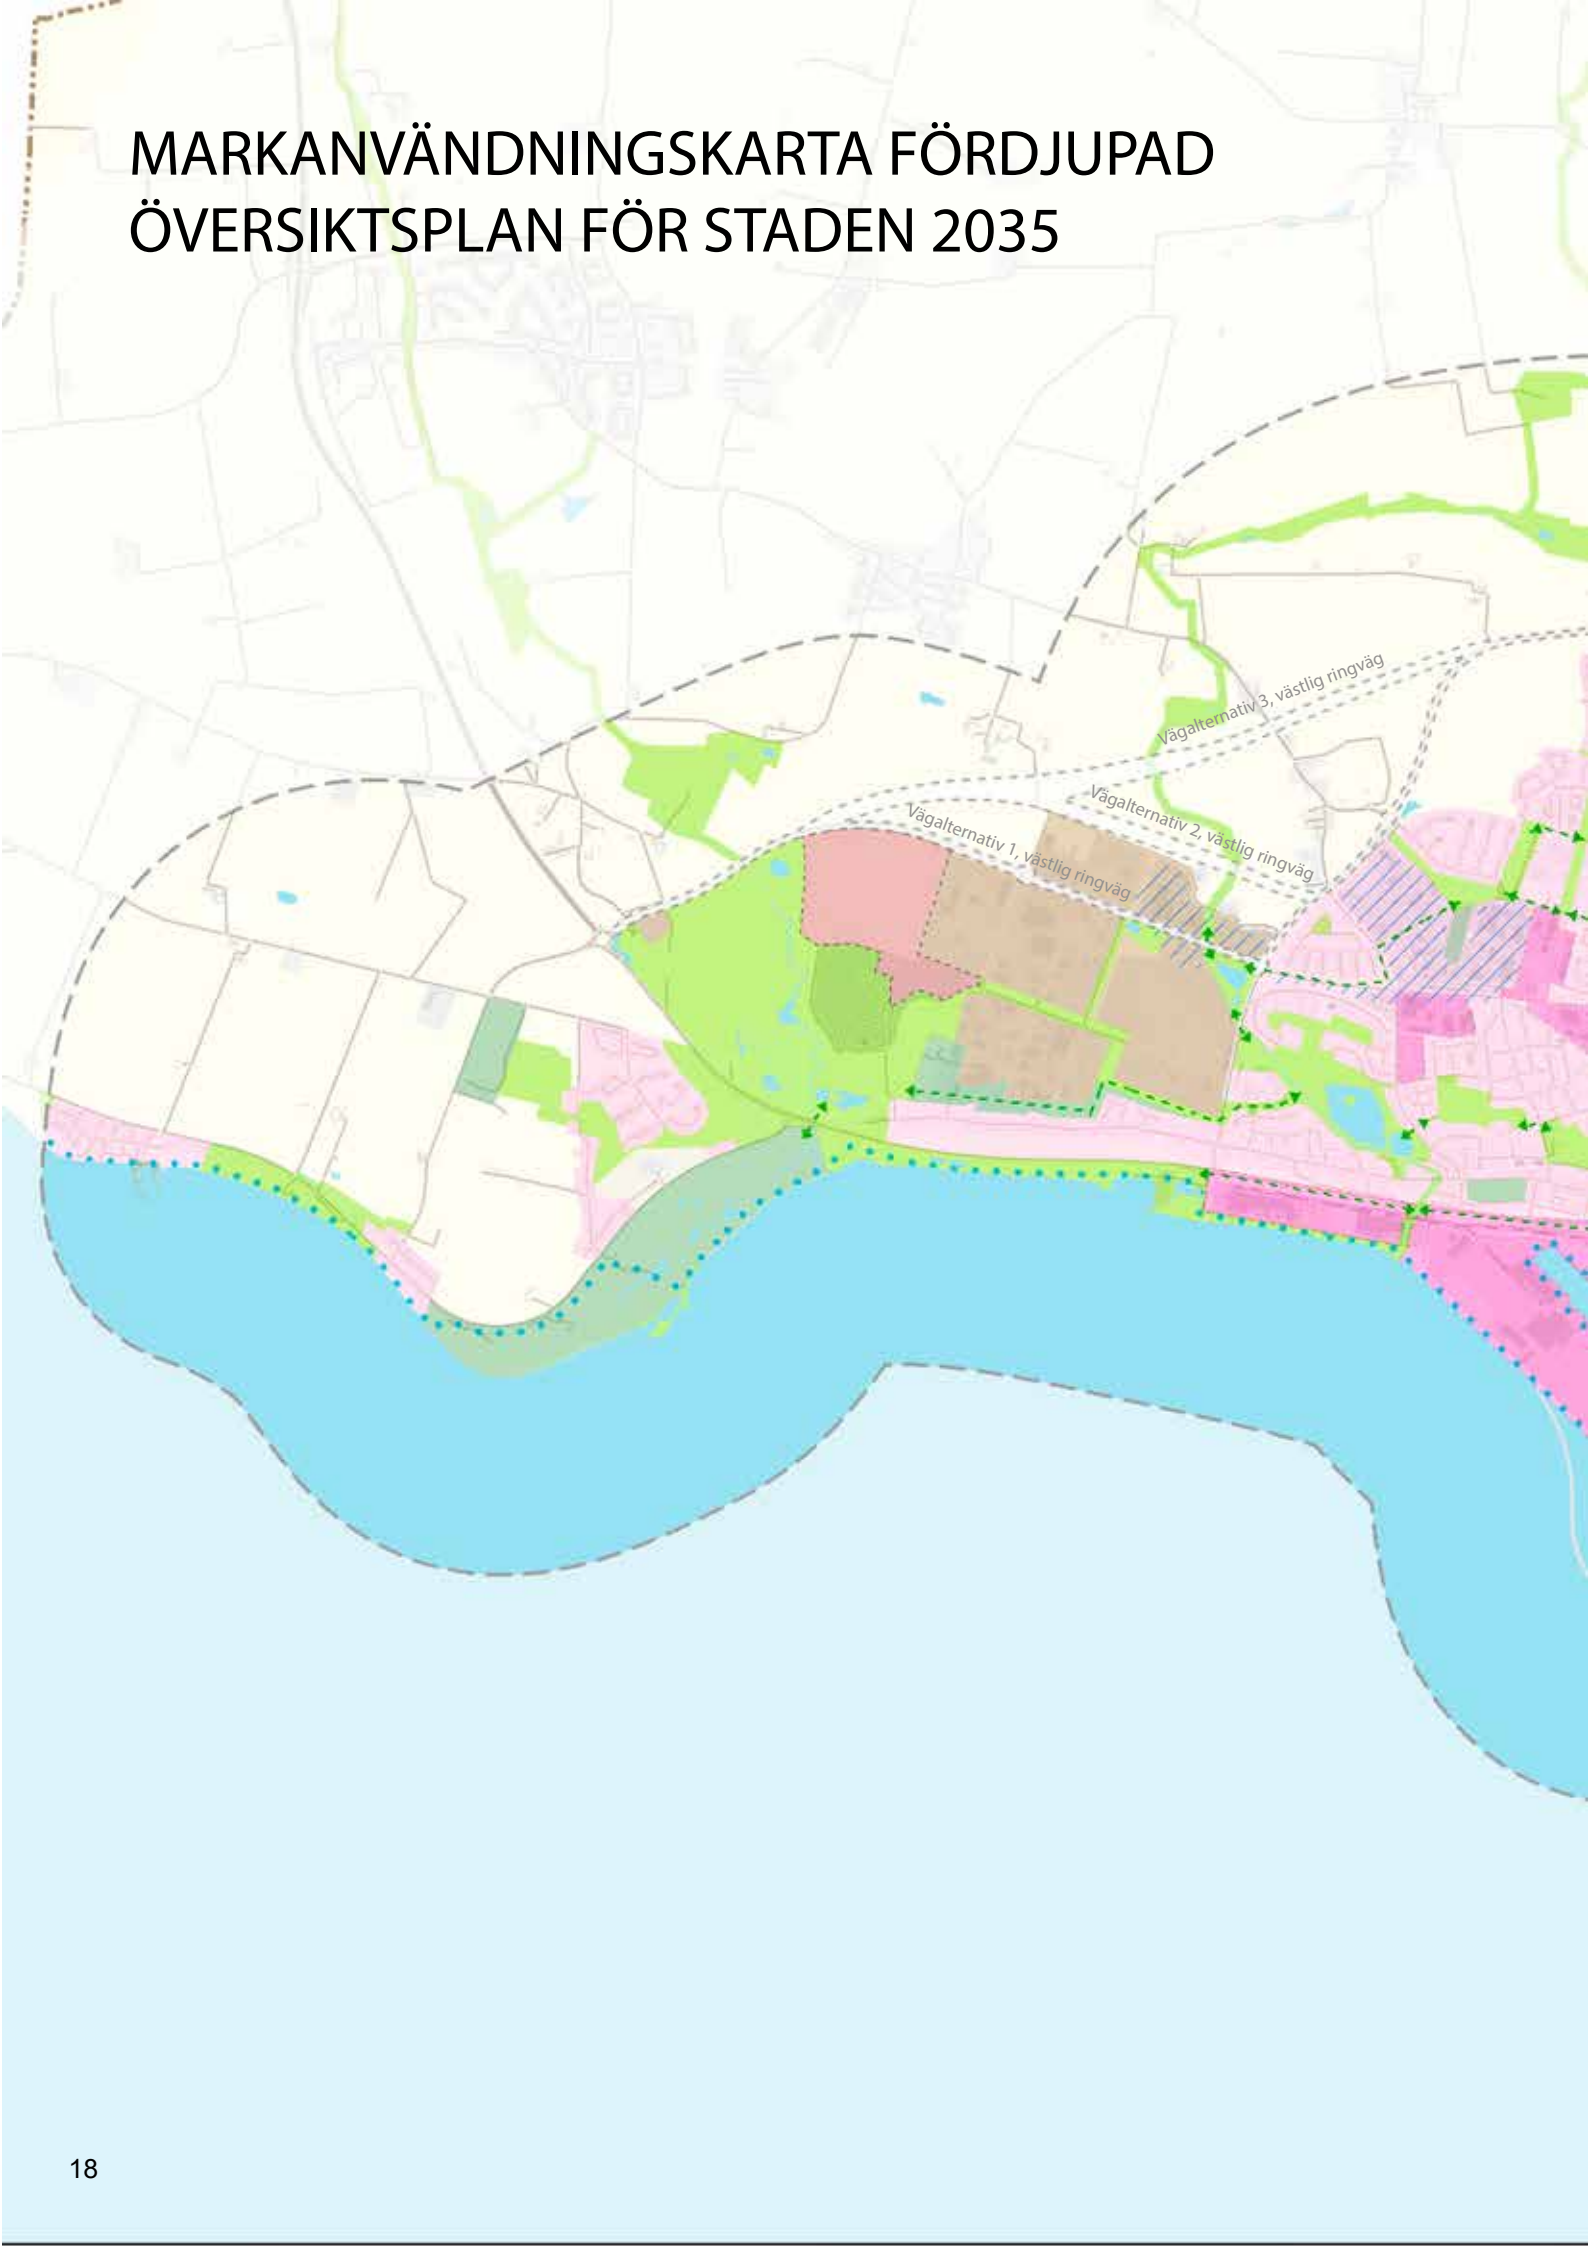 MARKANVÄNDNINGSKARTA FÖRDJUPAD
ÖVERSIKTSPLAN FÖR STADEN 2035
Vägalternativ 3, västlig ringväg
Vägalternativ 2, västlig ringväg
Vägalternativ 1, västlig ringväg
18